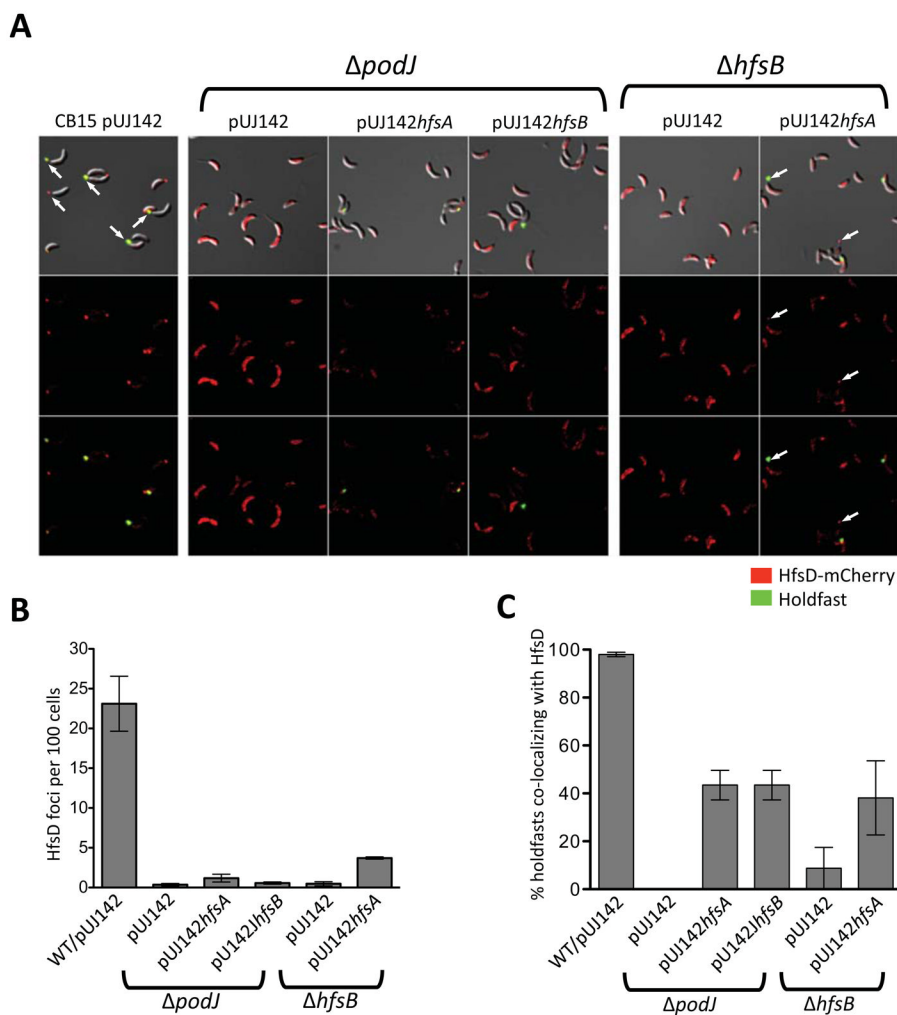 A
ΔpodJ
ΔhfsB
CB15 pUJ142
pUJ142
pUJ142hfsA
pUJ142hfsB
pUJ142
pUJ142hfsA
HfsD-mCherry
Holdfast
B
HfsD foci per 100 cells
30
25
20
15
10
5
0
WT/pUJ142
pUJ142
pUJ142hfsA
pUJ142hfsB
pUJ142
pUJ142hfsA
ΔpodJ
ΔhfsB
C
% holdfasts co-localizing with HfsD
100
80
60
40
20
0
WT/pUJ142
pUJ142
pUJ142hfsA
pUJ142hfsB
pUJ142
pUJ142hfsA
ΔpodJ
ΔhfsB